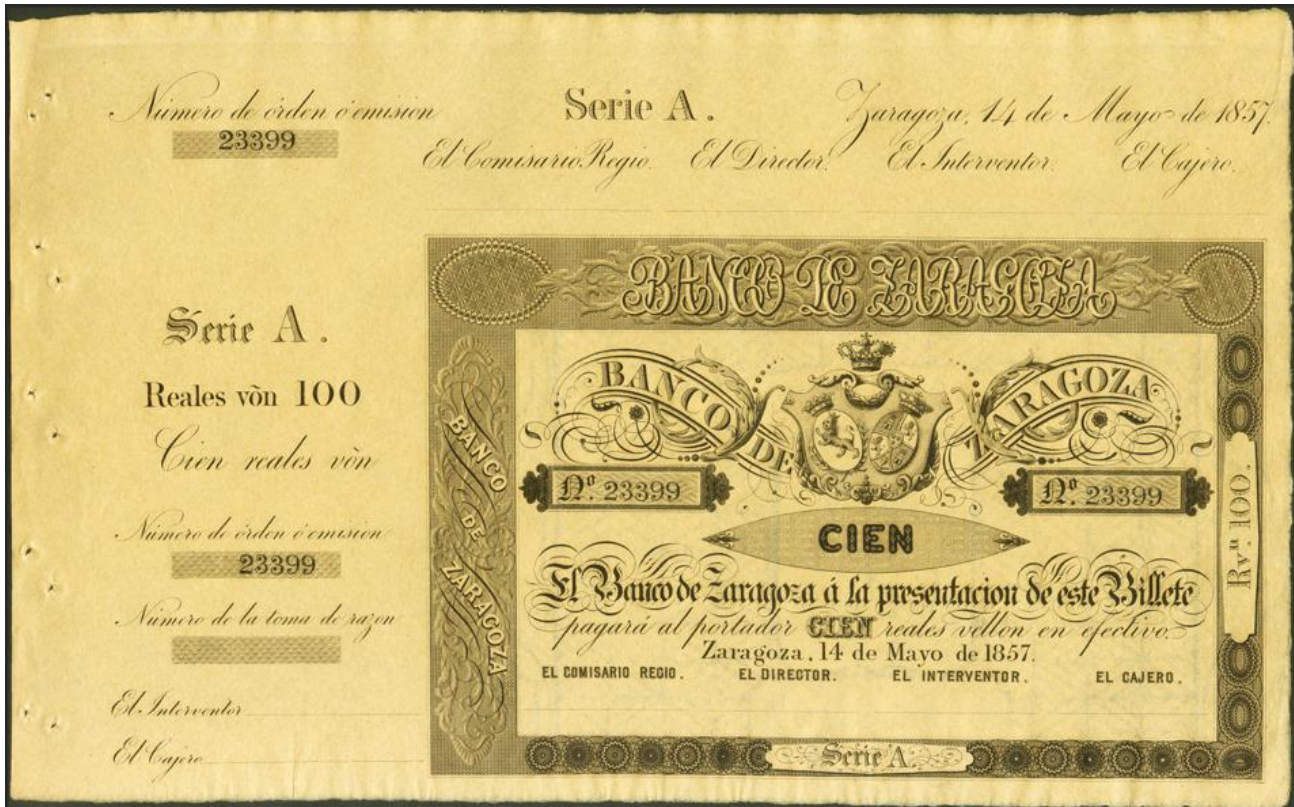 Número de órden ó emision
23399
Serie A.
Zaragoza, 14 de Mayo de 1857.
El Comisario Regio. El Director. El Interventor. El Cajero.
Serie A.
Reales võn 100
Cien reales võn
Número de órden ó emision
23399
Número de la toma de razon
El Interventor
El Cajero
BANCO DE ZARAGOZA
BANCO DE ZARAGOZA
BANCO DE ZARAGOZA
Nº. 23399
Nº. 23399
CIEN
El Banco de Zaragoza á la presentacion de este Billete
pagará al portador CIEN reales vellon en efectivo.
Zaragoza, 14 de Mayo de 1857.
EL COMISARIO REGIO. EL DIRECTOR. EL INTERVENTOR. EL CAJERO.
Serie A.
Rvⁿ. 100.